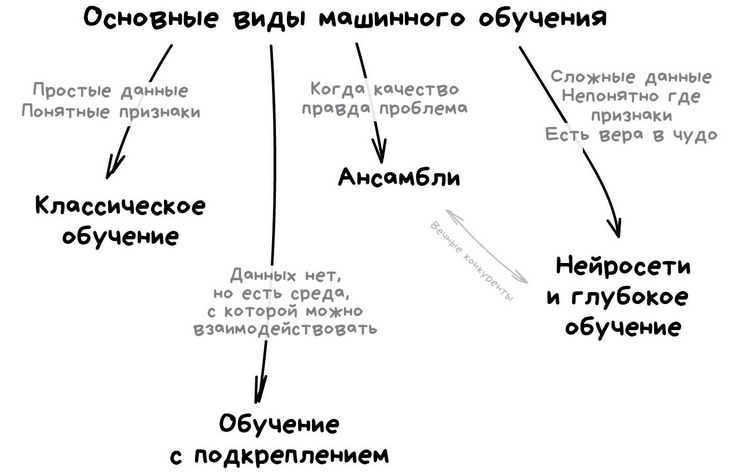 Основные виды машинного обучения
Простые данные
Понятные признаки
Когда качество
правда проблема
Сложные данные
Непонятно где
признаки
Есть вера в чудо
Классическое
обучение
Ансамбли
Вечные конкуренты
Нейросети
и глубокое
обучение
Данных нет,
но есть среда,
с которой можно
взаимодействовать
Обучение
с подкреплением